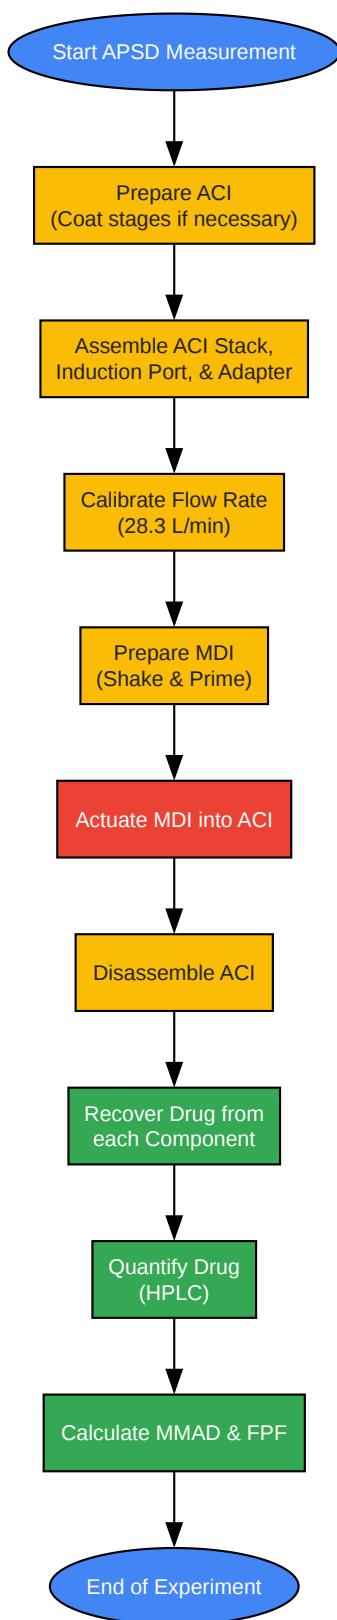 Start APSD Measurement
Prepare ACI
(Coat stages if necessary)
Assemble ACI Stack,
Induction Port, & Adapter
Calibrate Flow Rate
(28.3 L/min)
Prepare MDI
(Shake & Prime)
Actuate MDI into ACI
Disassemble ACI
Recover Drug from
each Component
Quantify Drug
(HPLC)
Calculate MMAD & FPF
End of Experiment